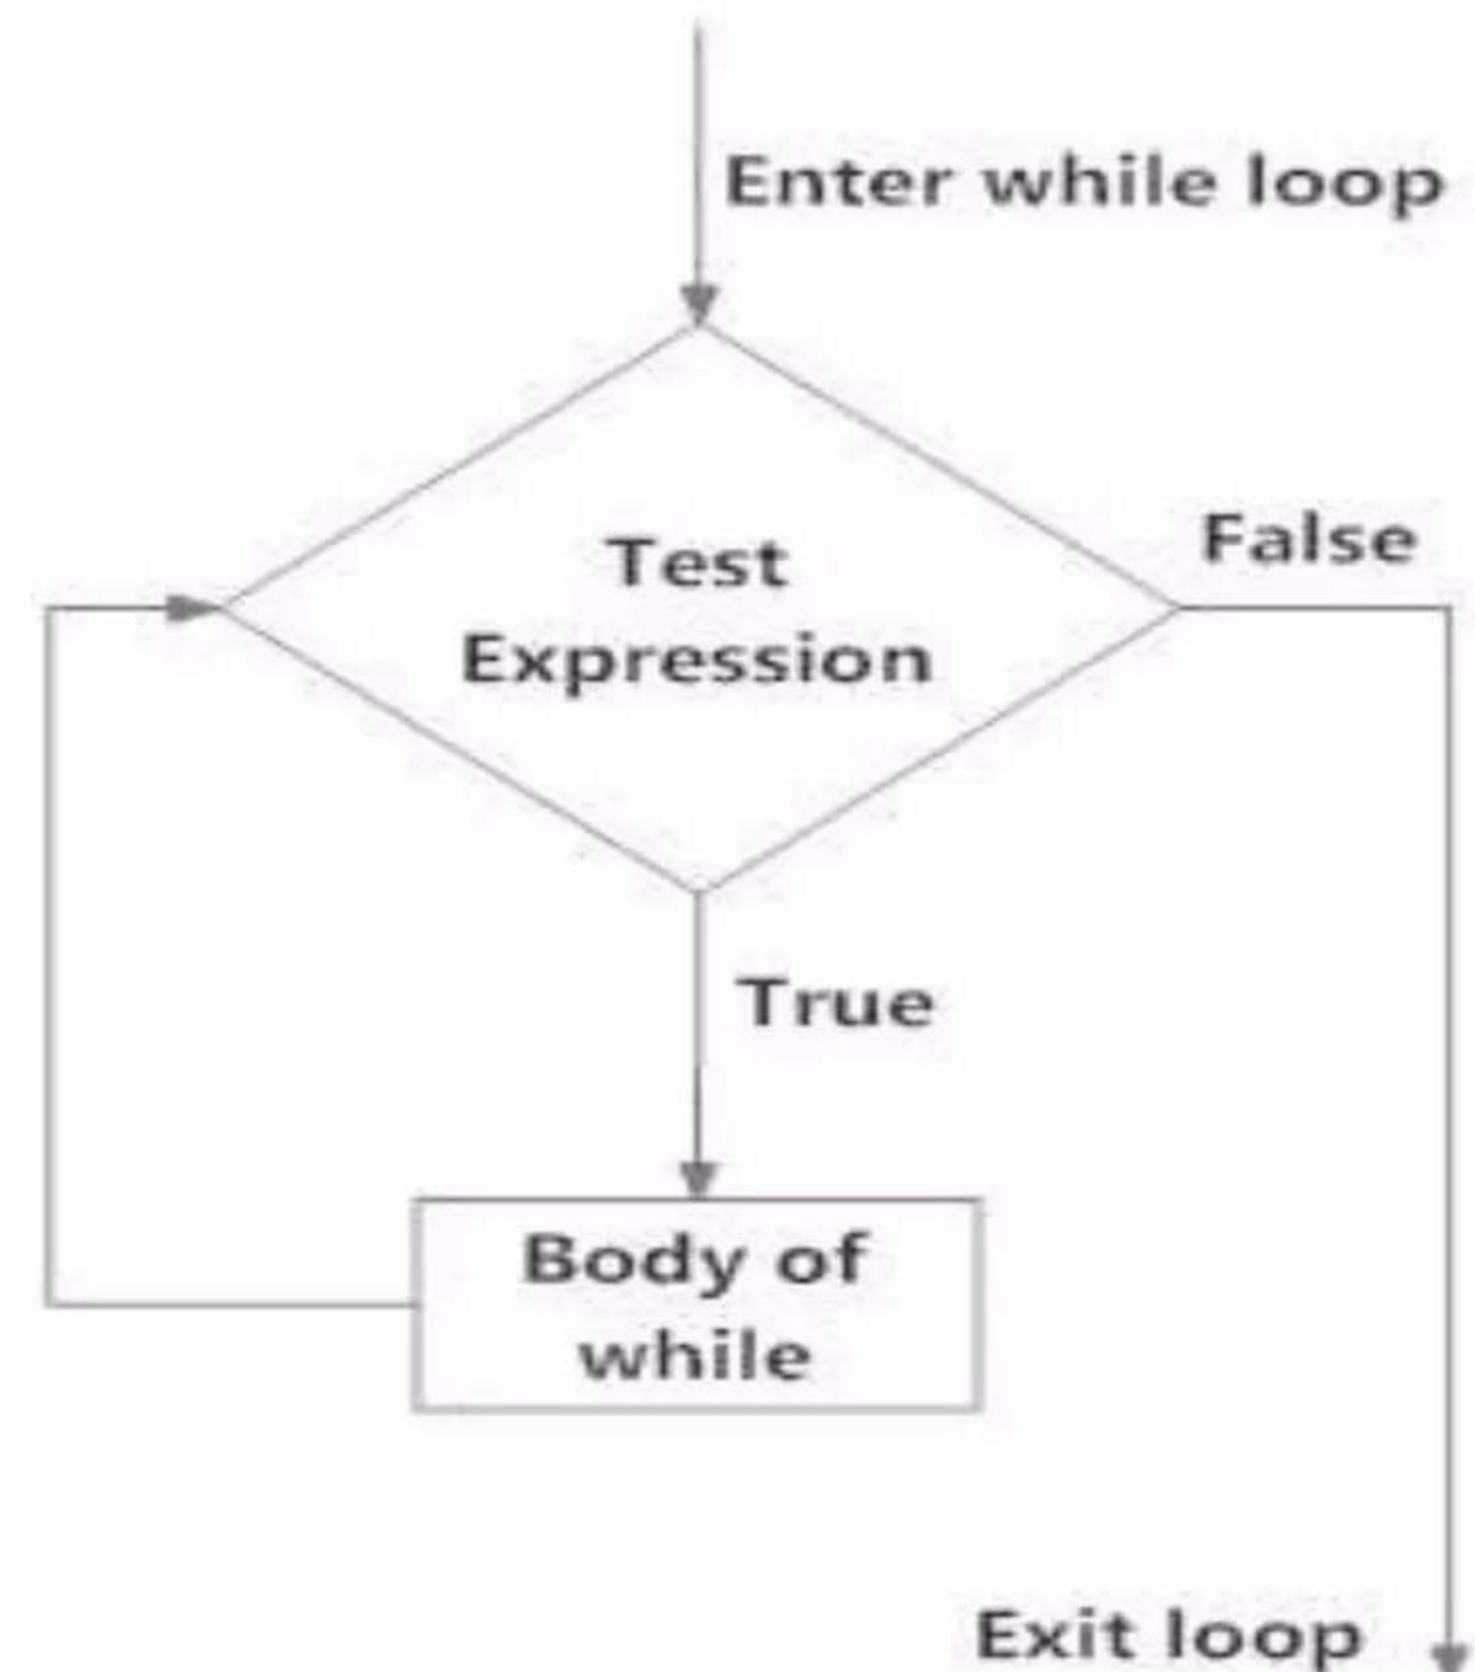 Enter while loop
False
Test
Expression
True
Body of
while
Exit loop